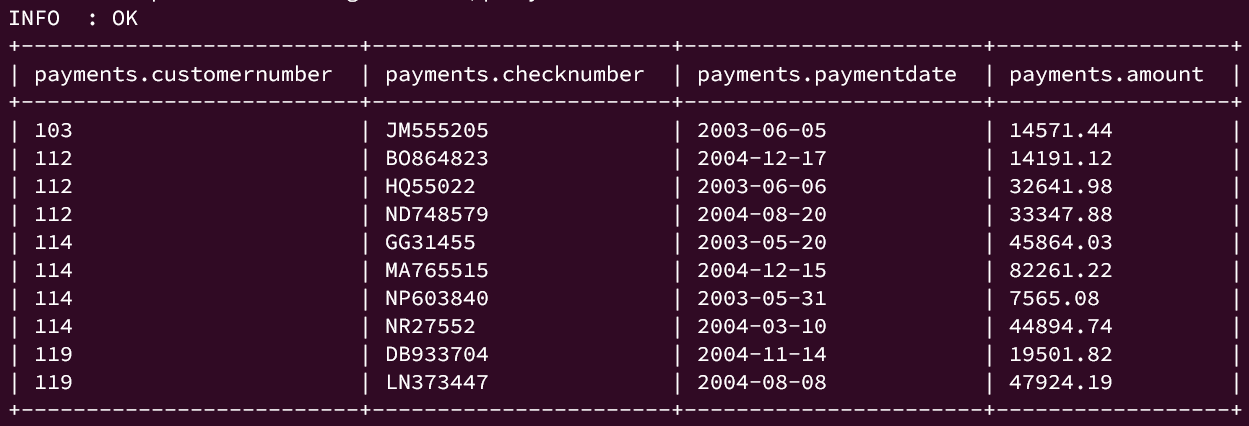 INFO  : OK
+--------------------------+-----------------------+-----------------------+------------------+
| payments.customernumber  | payments.checknumber  | payments.paymentdate  | payments.amount  |
+--------------------------+-----------------------+-----------------------+------------------+
| 103                      | JM555205              | 2003-06-05            | 14571.44         |
| 112                      | BO864823              | 2004-12-17            | 14191.12         |
| 112                      | HQ55022               | 2003-06-06            | 32641.98         |
| 112                      | ND748579              | 2004-08-20            | 33347.88         |
| 114                      | GG31455               | 2003-05-20            | 45864.03         |
| 114                      | MA765515              | 2004-12-15            | 82261.22         |
| 114                      | NP603840              | 2003-05-31            | 7565.08          |
| 114                      | NR27552               | 2004-03-10            | 44894.74         |
| 119                      | DB933704              | 2004-11-14            | 19501.82         |
| 119                      | LN373447              | 2004-08-08            | 47924.19         |
+--------------------------+-----------------------+-----------------------+------------------+